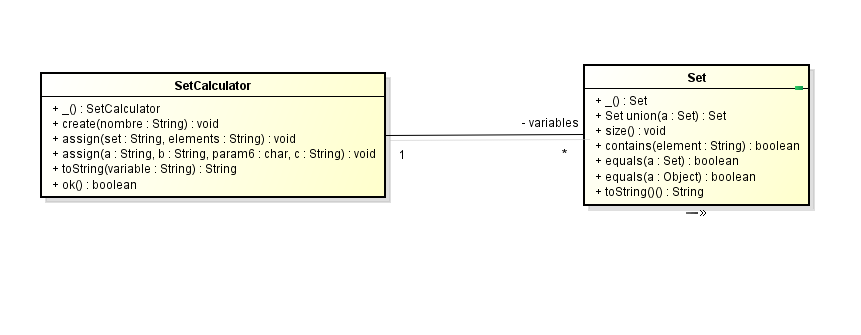 SetCalculator
+ _() : SetCalculator
+ create(nombre : String) : void
+ assign(set : String, elements : String) : void
+ assign(a : String, b : String, param6 : char, c : String) : void
+ toString(variable : String) : String
+ ok() : boolean
- variables
1
*
Set
+ _() : Set
+ Set union(a : Set) : Set
+ size() : void
+ contains(element : String) : boolean
+ equals(a : Set) : boolean
+ equals(a : Object) : boolean
+ toString()() : String